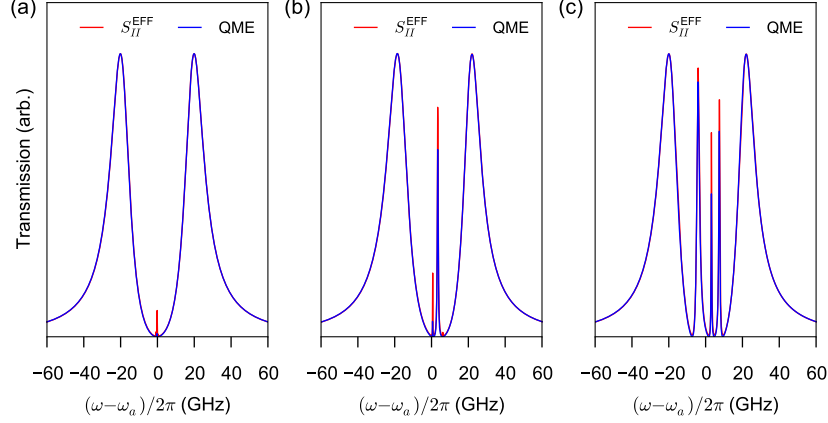 (a)
S_{II}^{EFF} QME
(b)
S_{II}^{EFF} QME
(c)
S_{II}^{EFF} QME
Transmission (arb.)
−60 −40 −20 0 20 40 60
−60 −40 −20 0 20 40 60
−60 −40 −20 0 20 40 60
(ω−ω_a)/2π (GHz)
(ω−ω_a)/2π (GHz)
(ω−ω_a)/2π (GHz)